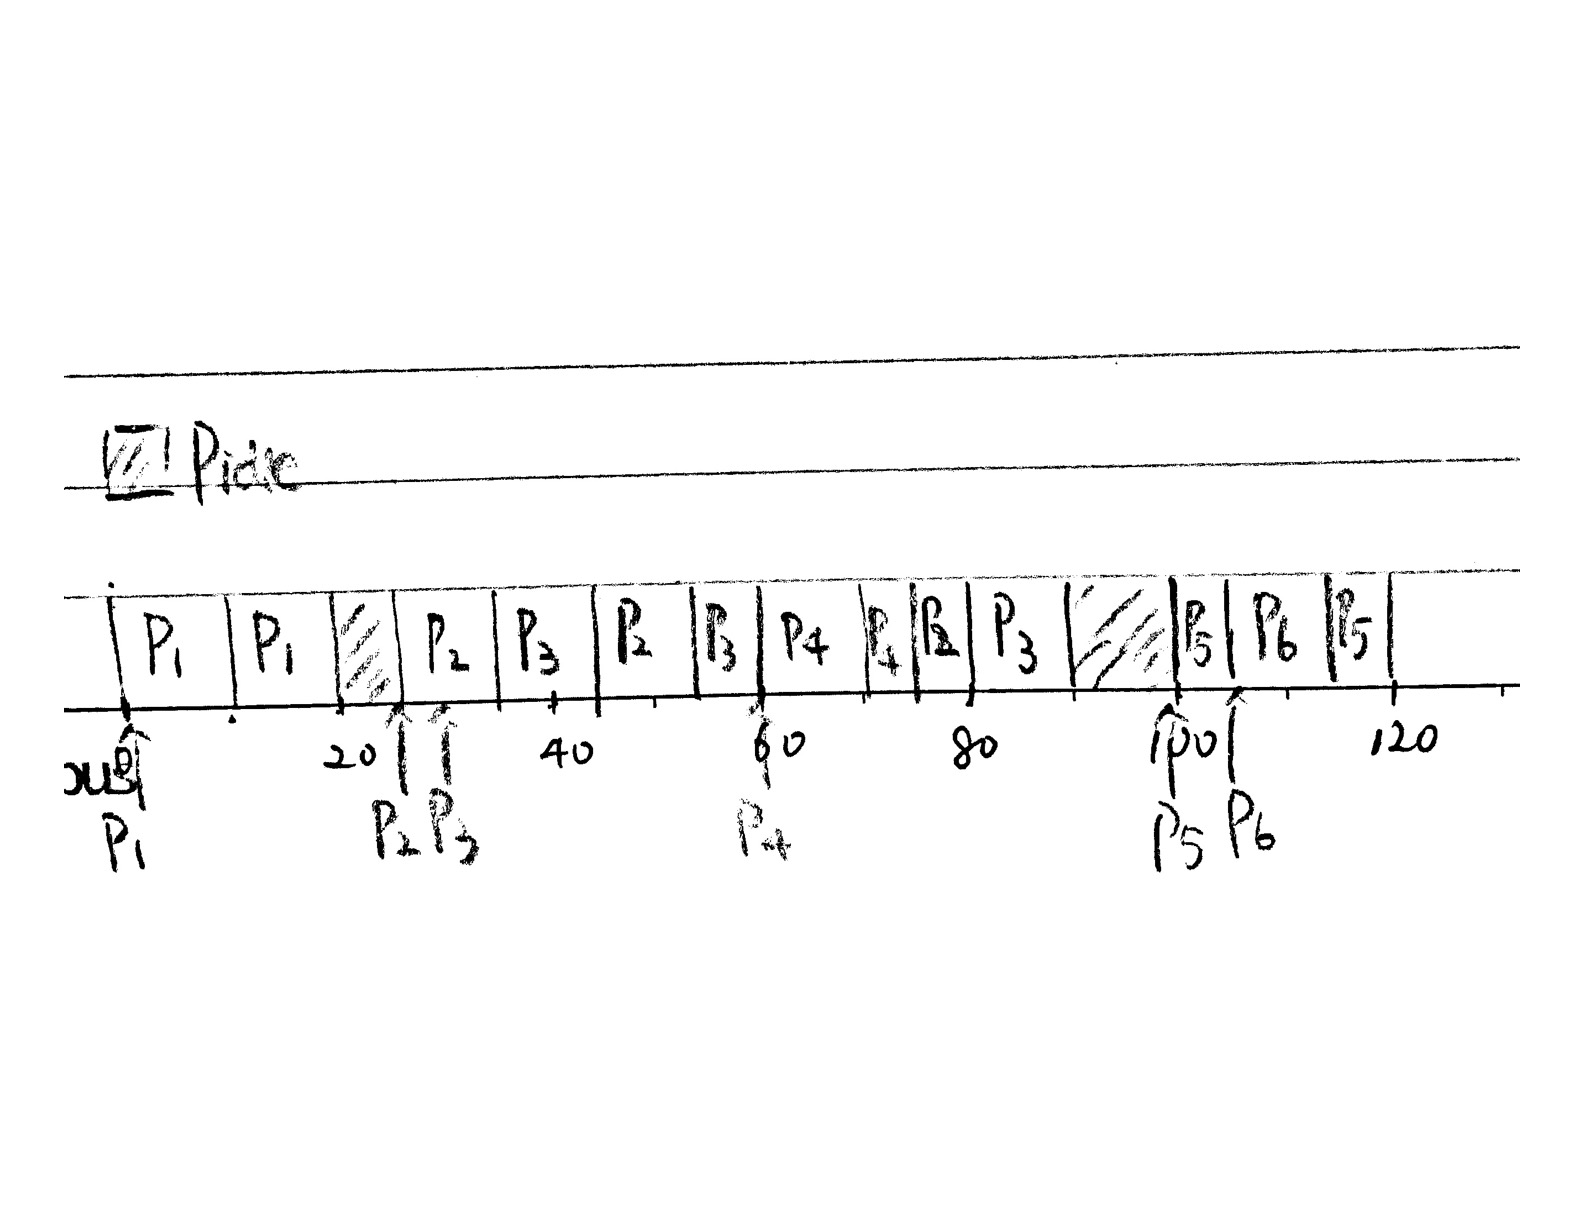 Pidle
P₁ P₁ P₂ P₃ P₂ P₃ P₄ P₄ P₂ P₃ P₅ P₆ P₅
0 20 40 60 80 100 120
P₁ P₂ P₃ P₄ P₅ P₆